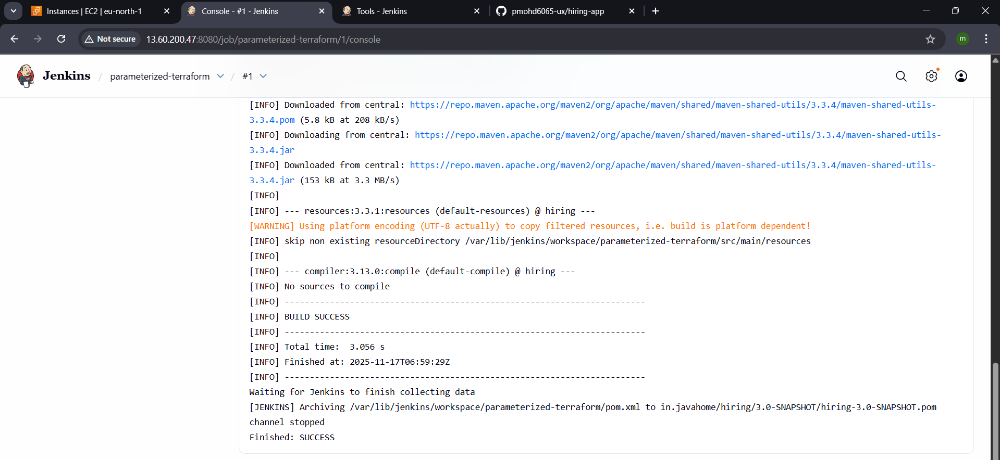 Instances | EC2 | eu-north-1
Console - #1 - Jenkins
Tools - Jenkins
pmohd6065-ux/hiring-app
Not secure
13.60.200.47:8080/job/parameterized-terraform/1/console
m
Jenkins / parameterized-terraform / #1
[INFO] Downloaded from central: https://repo.maven.apache.org/maven2/org/apache/maven/shared/maven-shared-utils/3.3.4/maven-shared-utils-
3.3.4.pom (5.8 kB at 208 kB/s)
[INFO] Downloading from central: https://repo.maven.apache.org/maven2/org/apache/maven/shared/maven-shared-utils/3.3.4/maven-shared-utils-
3.3.4.jar
[INFO] Downloaded from central: https://repo.maven.apache.org/maven2/org/apache/maven/shared/maven-shared-utils/3.3.4/maven-shared-utils-
3.3.4.jar (153 kB at 3.3 MB/s)
[INFO]
[INFO] --- resources:3.3.1:resources (default-resources) @ hiring ---
[WARNING] Using platform encoding (UTF-8 actually) to copy filtered resources, i.e. build is platform dependent!
[INFO] skip non existing resourceDirectory /var/lib/jenkins/workspace/parameterized-terraform/src/main/resources
[INFO]
[INFO] --- compiler:3.13.0:compile (default-compile) @ hiring ---
[INFO] No sources to compile
[INFO] ------------------------------------------------------------------------
[INFO] BUILD SUCCESS
[INFO] ------------------------------------------------------------------------
[INFO] Total time:  3.056 s
[INFO] Finished at: 2025-11-17T06:59:29Z
[INFO] ------------------------------------------------------------------------
Waiting for Jenkins to finish collecting data
[JENKINS] Archiving /var/lib/jenkins/workspace/parameterized-terraform/pom.xml to in.javahome/hiring/3.0-SNAPSHOT/hiring-3.0-SNAPSHOT.pom
channel stopped
Finished: SUCCESS